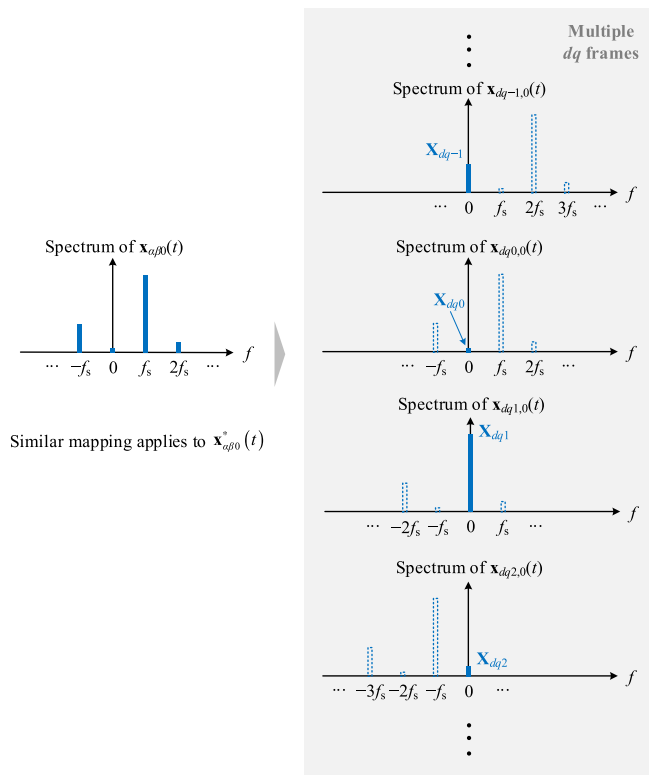 Multiple
dq frames
Spectrum of x_{dq−1,0}(t)
X_{dq−1}
f
... 0 f_s 2f_s 3f_s ...
Spectrum of x_{αβ0}(t)
f
... −f_s 0 f_s 2f_s ...
Similar mapping applies to x*_{αβ0}(t)
Spectrum of x_{dq0,0}(t)
X_{dq0}
f
... −f_s 0 f_s 2f_s ...
Spectrum of x_{dq1,0}(t)
X_{dq1}
f
... −2f_s −f_s 0 f_s ...
Spectrum of x_{dq2,0}(t)
X_{dq2}
f
... −3f_s −2f_s −f_s 0 ...